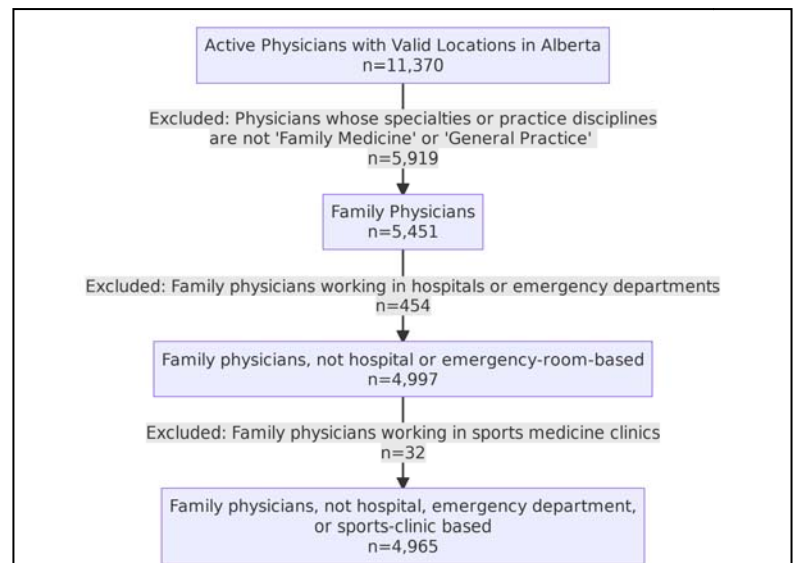 Active Physicians with Valid Locations in Alberta
n=11,370
Excluded: Physicians whose specialties or practice disciplines
are not 'Family Medicine' or 'General Practice'
n=5,919
Family Physicians
n=5,451
Excluded: Family physicians working in hospitals or emergency departments
n=454
Family physicians, not hospital or emergency-room-based
n=4,997
Excluded: Family physicians working in sports medicine clinics
n=32
Family physicians, not hospital, emergency department,
or sports-clinic based
n=4,965